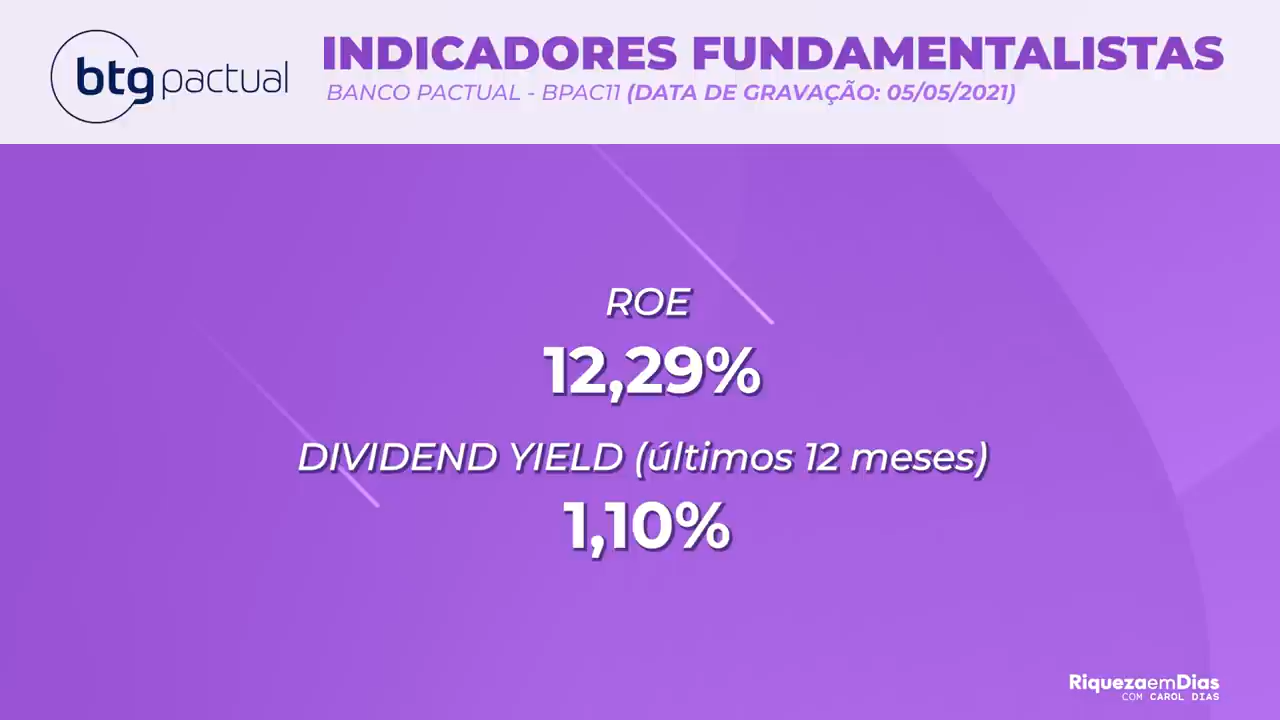 btg pactual
INDICADORES FUNDAMENTALISTAS
BANCO PACTUAL - BPAC11 (DATA DE GRAVAÇÃO: 05/05/2021)
ROE
12,29%
DIVIDEND YIELD (últimos 12 meses)
1,10%
RiquezaemDias
COM CAROL DIAS